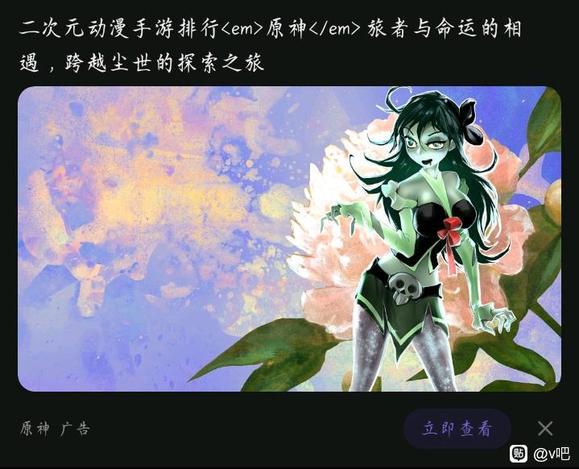 二次元动漫手游排行<em>原神</em> 旅者与命运的相
遇，跨越尘世的探索之旅
原神 广告
立即查看
贴 @v吧